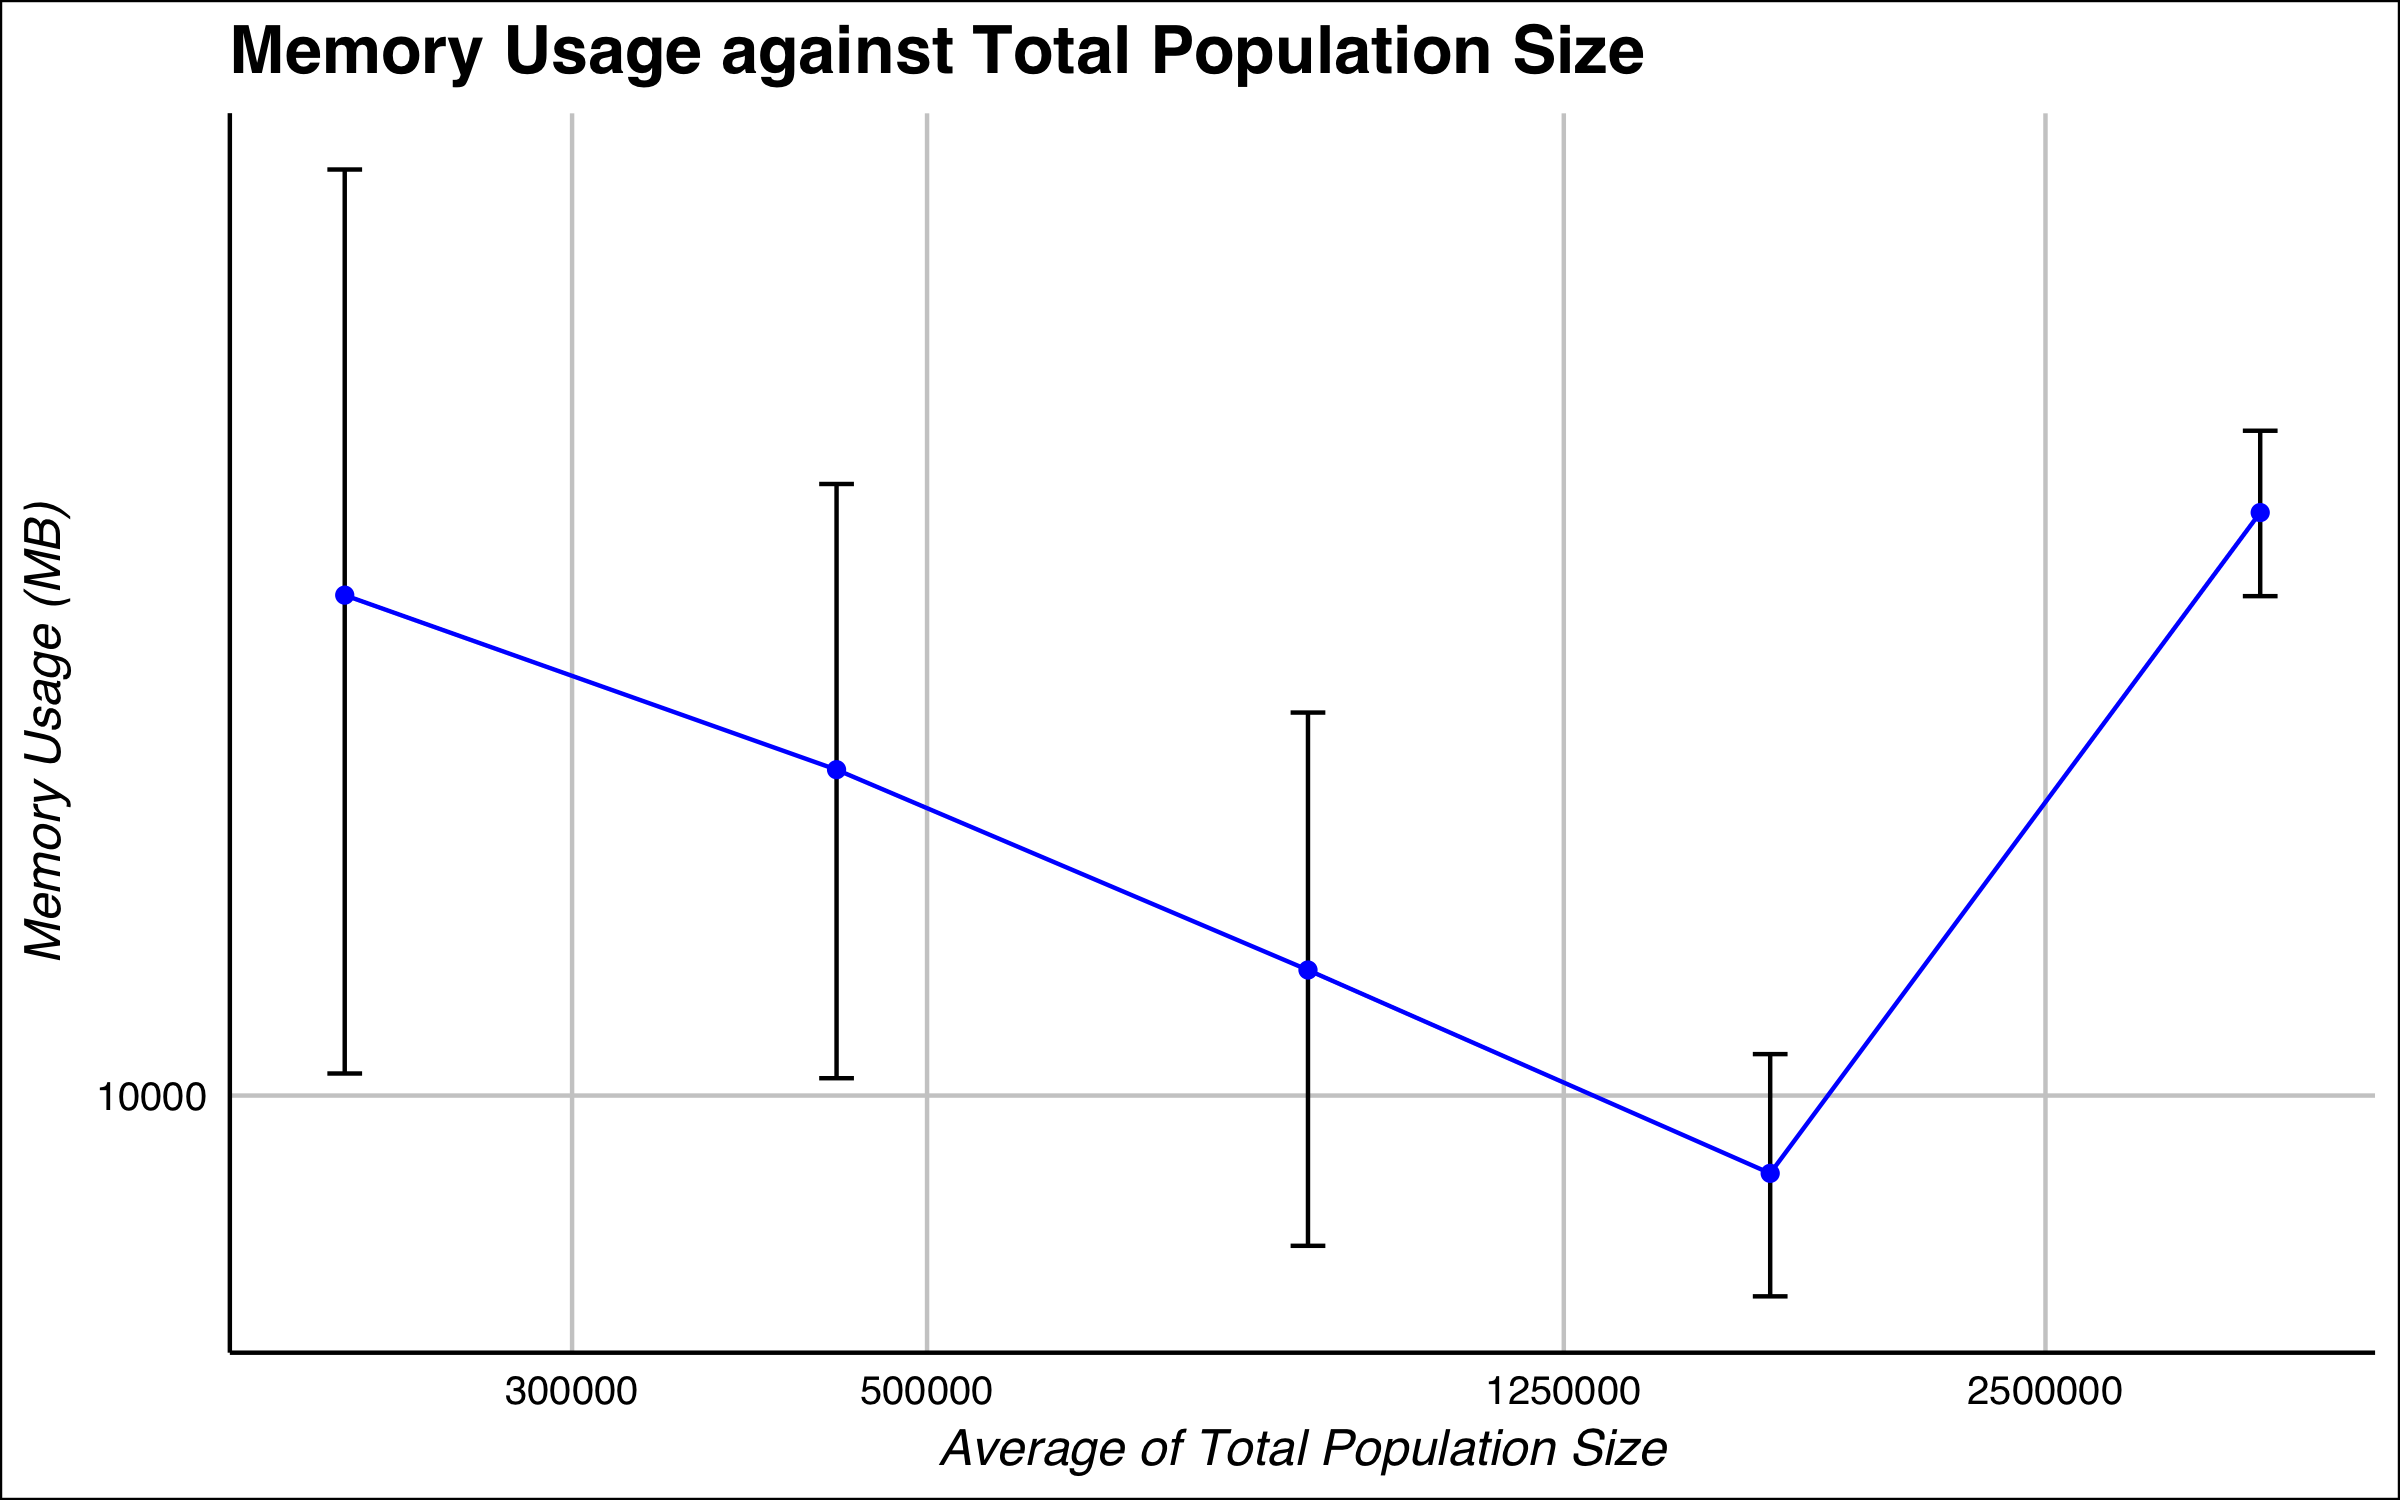 Memory Usage against Total Population Size
Memory Usage (MB)
10000
300000 500000 1250000 2500000
Average of Total Population Size